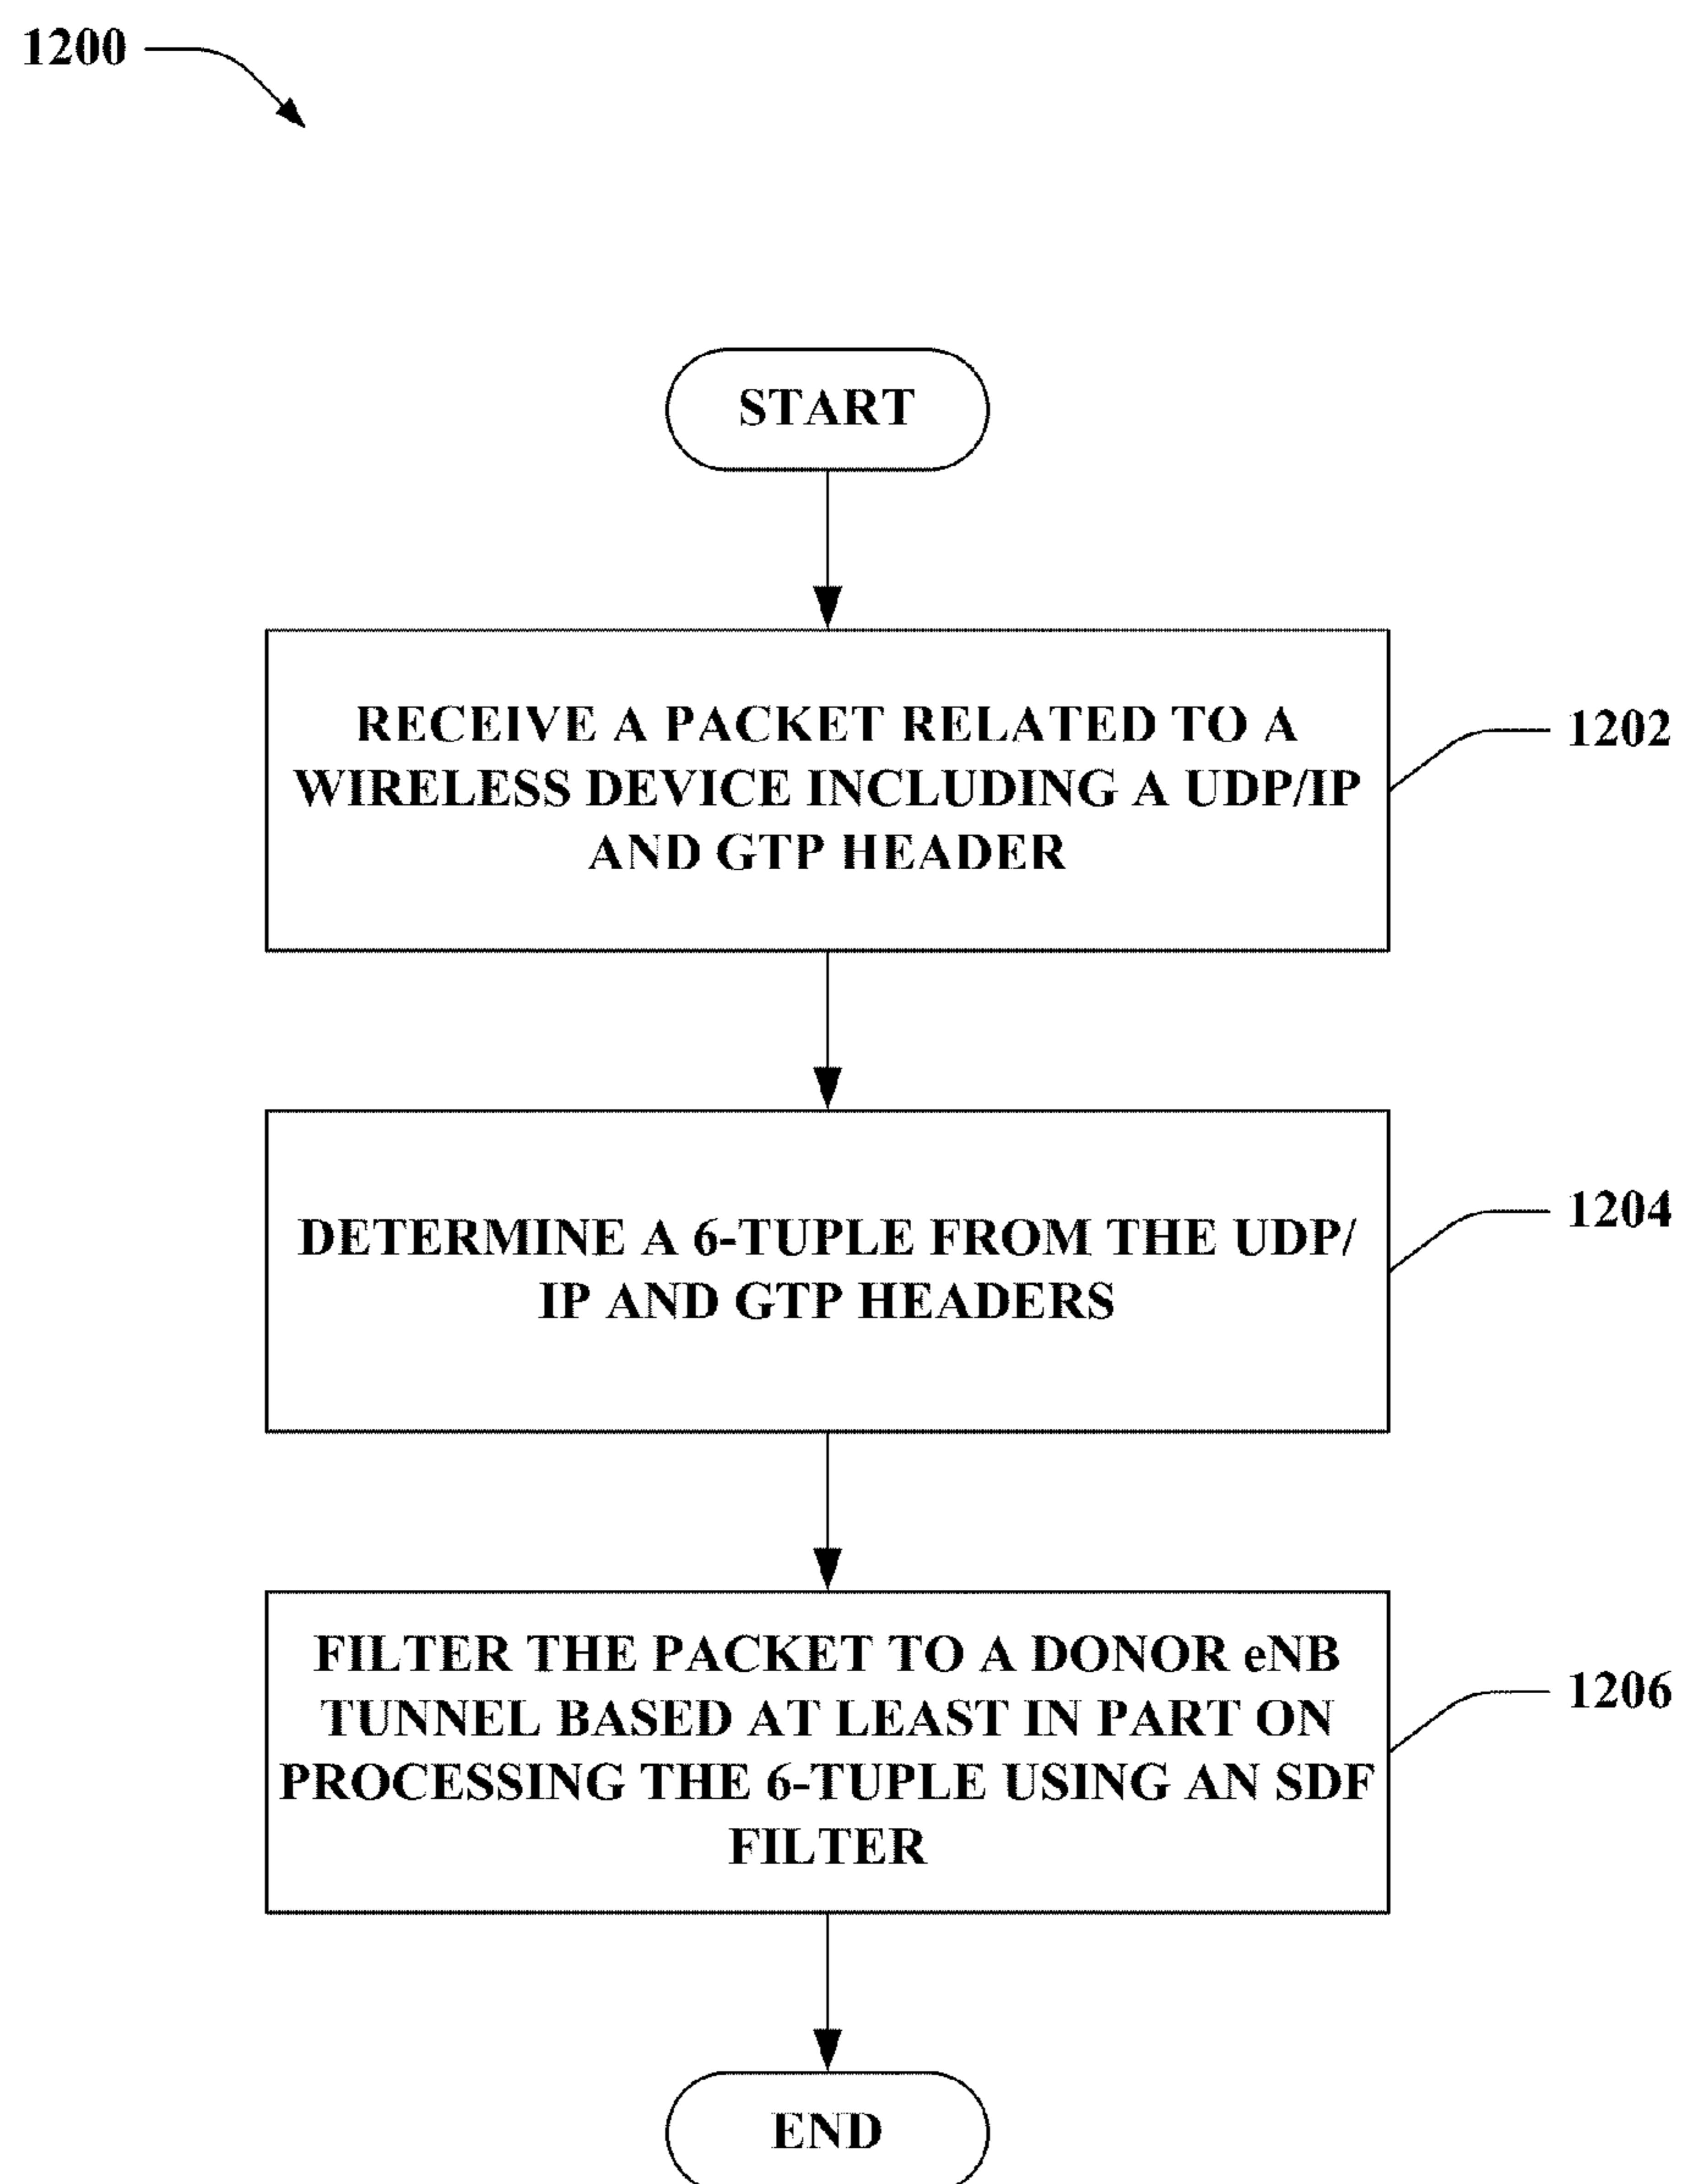 1200
START
RECEIVE A PACKET RELATED TO A
WIRELESS DEVICE INCLUDING A UDP/IP
AND GTP HEADER
1202
DETERMINE A 6-TUPLE FROM THE UDP/
IP AND GTP HEADERS
1204
FILTER THE PACKET TO A DONOR eNB
TUNNEL BASED AT LEAST IN PART ON
PROCESSING THE 6-TUPLE USING AN SDF
FILTER
1206
END